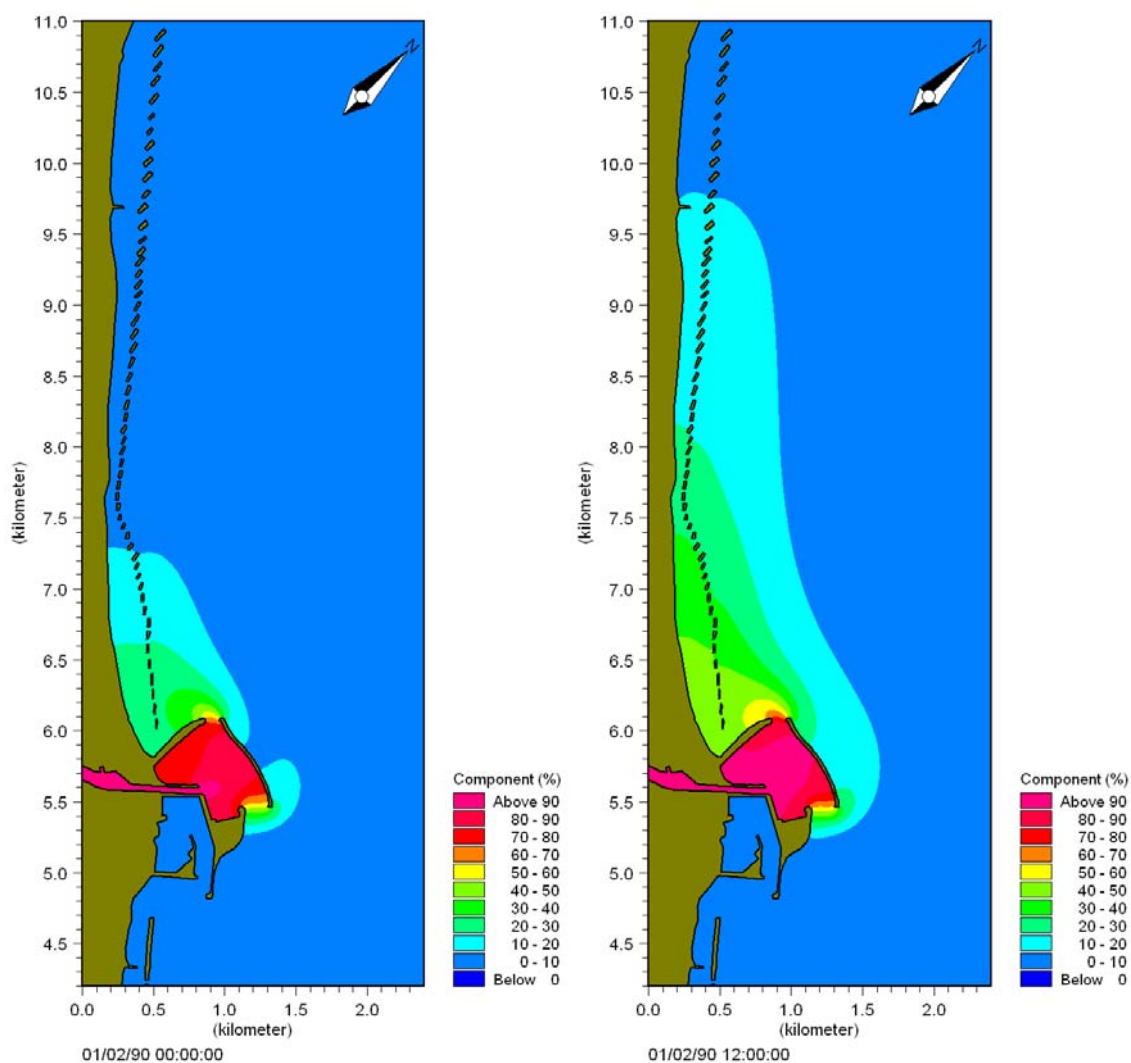 11.0
10.5
10.0
9.5
9.0
8.5
8.0
7.5
7.0
6.5
6.0
5.5
5.0
4.5
(kilometer)
N
0.0 0.5 1.0 1.5 2.0
(kilometer)
01/02/90 00:00:00
Component (%)
Above 90
80 - 90
70 - 80
60 - 70
50 - 60
40 - 50
30 - 40
20 - 30
10 - 20
0 - 10
Below 0
11.0
10.5
10.0
9.5
9.0
8.5
8.0
7.5
7.0
6.5
6.0
5.5
5.0
4.5
(kilometer)
N
0.0 0.5 1.0 1.5 2.0
(kilometer)
01/02/90 12:00:00
Component (%)
Above 90
80 - 90
70 - 80
60 - 70
50 - 60
40 - 50
30 - 40
20 - 30
10 - 20
0 - 10
Below 0